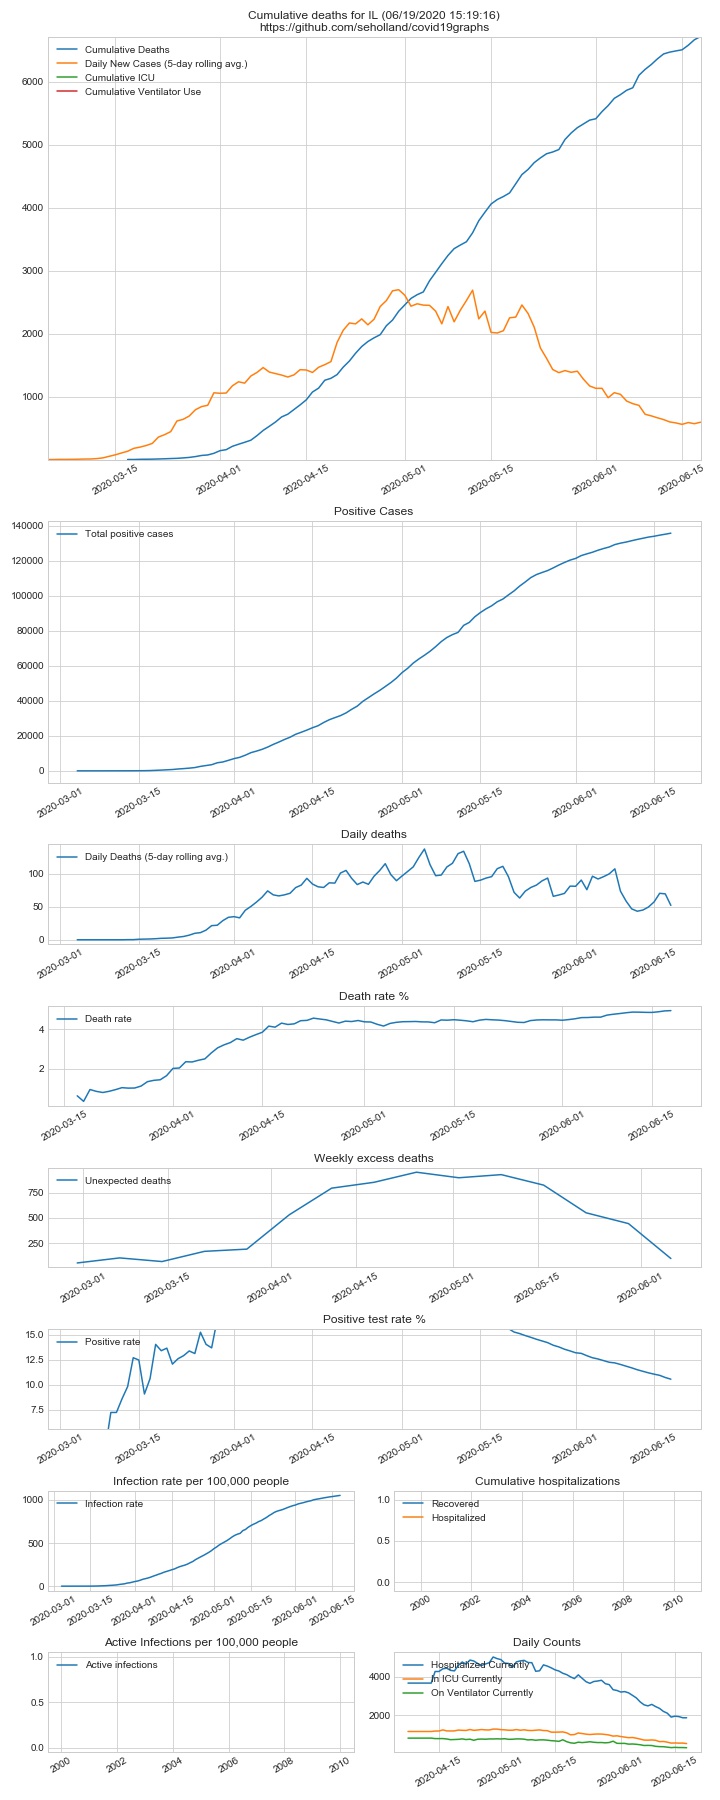 Cumulative deaths for IL (06/19/2020 15:19:16)
https://github.com/seholland/covid19graphs
Cumulative Deaths
Daily New Cases (5-day rolling avg.)
Cumulative ICU
Cumulative Ventilator Use
6000
5000
4000
3000
2000
1000
2020-03-15 2020-04-01 2020-04-15 2020-05-01 2020-05-15 2020-06-01 2020-06-15
Positive Cases
Total positive cases
140000
120000
100000
80000
60000
40000
20000
0
2020-03-01 2020-03-15 2020-04-01 2020-04-15 2020-05-01 2020-05-15 2020-06-01 2020-06-15
Daily deaths
Daily Deaths (5-day rolling avg.)
100
50
0
2020-03-01 2020-03-15 2020-04-01 2020-04-15 2020-05-01 2020-05-15 2020-06-01 2020-06-15
Death rate %
Death rate
4
2
2020-03-15 2020-04-01 2020-04-15 2020-05-01 2020-05-15 2020-06-01 2020-06-15
Weekly excess deaths
Unexpected deaths
750
500
250
2020-03-01 2020-03-15 2020-04-01 2020-04-15 2020-05-01 2020-05-15 2020-06-01
Positive test rate %
Positive rate
15.0
12.5
10.0
7.5
2020-03-01 2020-03-15 2020-04-01 2020-04-15 2020-05-01 2020-05-15 2020-06-01 2020-06-15
Infection rate per 100,000 people
Infection rate
1000
500
0
2020-03-01 2020-03-15 2020-04-01 2020-04-15 2020-05-01 2020-05-15 2020-06-01 2020-06-15
Cumulative hospitalizations
Recovered
Hospitalized
1.0
0.5
0.0
2000 2002 2004 2006 2008 2010
Active Infections per 100,000 people
Active infections
1.0
0.5
0.0
2000 2002 2004 2006 2008 2010
Daily Counts
Hospitalized Currently
In ICU Currently
On Ventilator Currently
4000
2000
2020-04-15 2020-05-01 2020-05-15 2020-06-01 2020-06-15